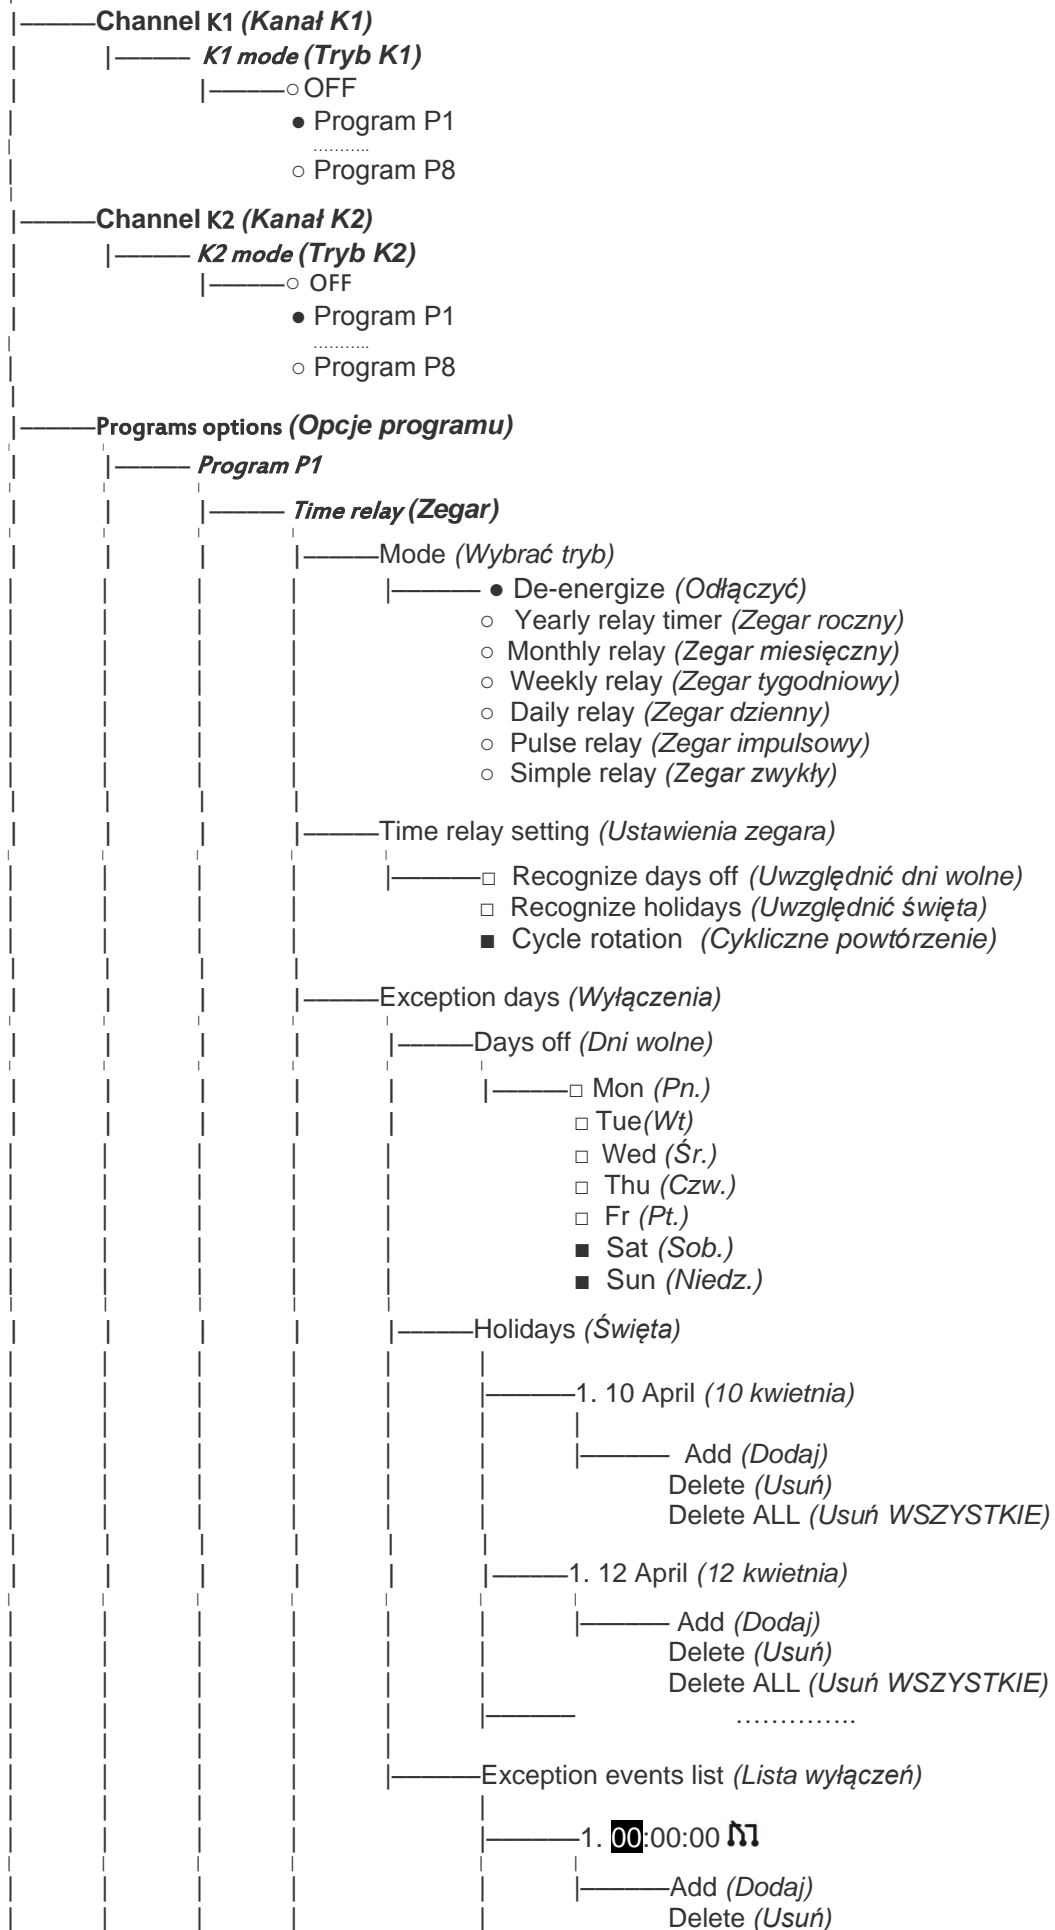 Channel K1 (Kanał K1)
K1 mode (Tryb K1)
○ OFF
● Program P1
...........
○ Program P8
Channel K2 (Kanał K2)
K2 mode (Tryb K2)
○ OFF
● Program P1
...........
○ Program P8
Programs options (Opcje programu)
Program P1
Time relay (Zegar)
Mode (Wybrać tryb)
● De-energize (Odłączyć)
○ Yearly relay timer (Zegar roczny)
○ Monthly relay (Zegar miesięczny)
○ Weekly relay (Zegar tygodniowy)
○ Daily relay (Zegar dzienny)
○ Pulse relay (Zegar impulsowy)
○ Simple relay (Zegar zwykły)
Time relay setting (Ustawienia zegara)
□ Recognize days off (Uwzględnić dni wolne)
□ Recognize holidays (Uwzględnić święta)
■ Cycle rotation (Cykliczne powtórzenie)
Exception days (Wyłączenia)
Days off (Dni wolne)
□ Mon (Pn.)
□ Tue(Wt)
□ Wed (Śr.)
□ Thu (Czw.)
□ Fr (Pt.)
■ Sat (Sob.)
■ Sun (Niedz.)
Holidays (Święta)
1. 10 April (10 kwietnia)
Add (Dodaj)
Delete (Usuń)
Delete ALL (Usuń WSZYSTKIE)
1. 12 April (12 kwietnia)
Add (Dodaj)
Delete (Usuń)
Delete ALL (Usuń WSZYSTKIE)
…………..
Exception events list (Lista wyłączeń)
1. 00:00:00
Add (Dodaj)
Delete (Usuń)